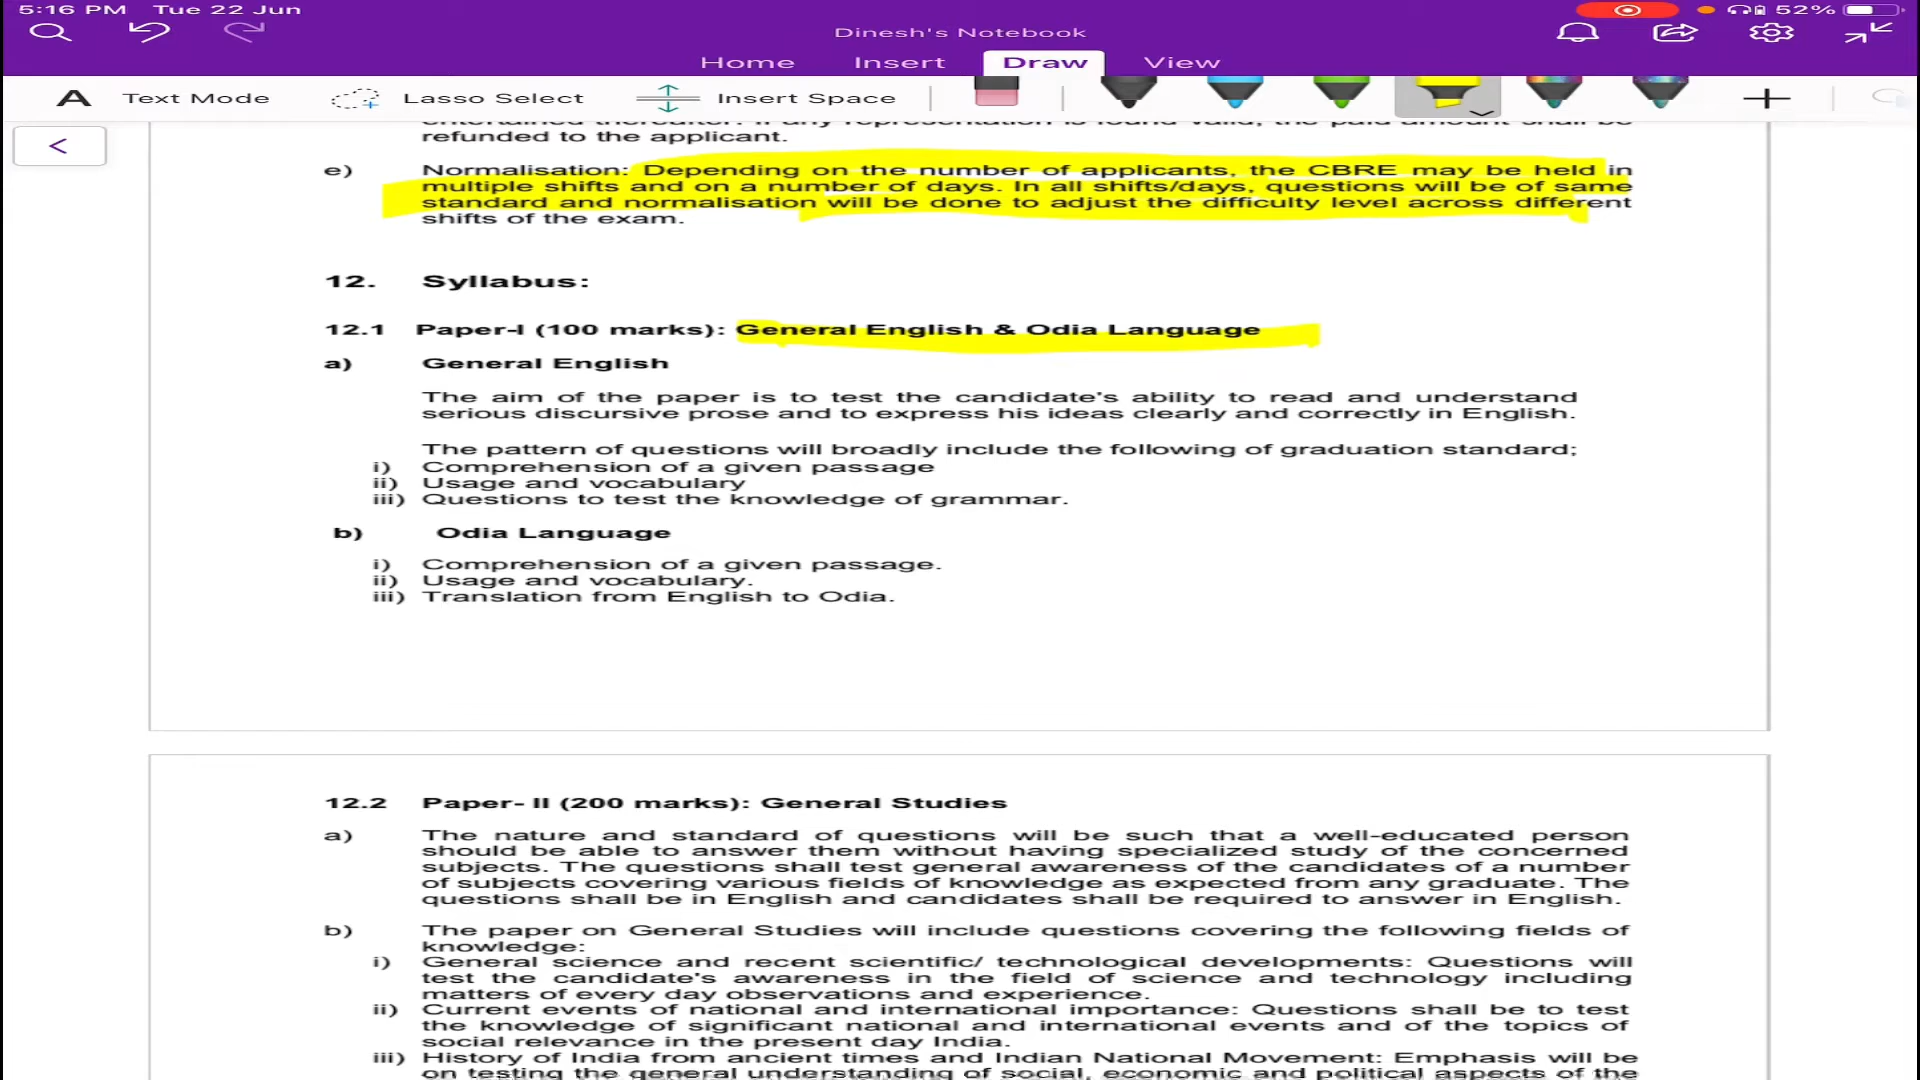 5:16 PM Tue 22 Jun
52%
Dinesh's Notebook
Home Insert Draw View
Text Mode Lasso Select Insert Space
entertained thereafter. If any representation is found valid, the paid amount shall be
refunded to the applicant.
e) Normalisation: Depending on the number of applicants, the CBRE may be held in
multiple shifts and on a number of days. In all shifts/days, questions will be of same
standard and normalisation will be done to adjust the difficulty level across different
shifts of the exam.
12. Syllabus:
12.1 Paper-I (100 marks): General English & Odia Language
a) General English
The aim of the paper is to test the candidate's ability to read and understand
serious discursive prose and to express his ideas clearly and correctly in English.
The pattern of questions will broadly include the following of graduation standard;
i) Comprehension of a given passage
ii) Usage and vocabulary
iii) Questions to test the knowledge of grammar.
b) Odia Language
i) Comprehension of a given passage.
ii) Usage and vocabulary.
iii) Translation from English to Odia.
12.2 Paper- II (200 marks): General Studies
a) The nature and standard of questions will be such that a well-educated person
should be able to answer them without having specialized study of the concerned
subjects. The questions shall test general awareness of the candidates of a number
of subjects covering various fields of knowledge as expected from any graduate. The
questions shall be in English and candidates shall be required to answer in English.
b) The paper on General Studies will include questions covering the following fields of
knowledge:
i) General science and recent scientific/ technological developments: Questions will
test the candidate's awareness in the field of science and technology including
matters of every day observations and experience.
ii) Current events of national and international importance: Questions shall be to test
the knowledge of significant national and international events and of the topics of
social relevance in the present day India.
iii) History of India from ancient times and Indian National Movement: Emphasis will be
on testing the general understanding of social, economic and political aspects of the